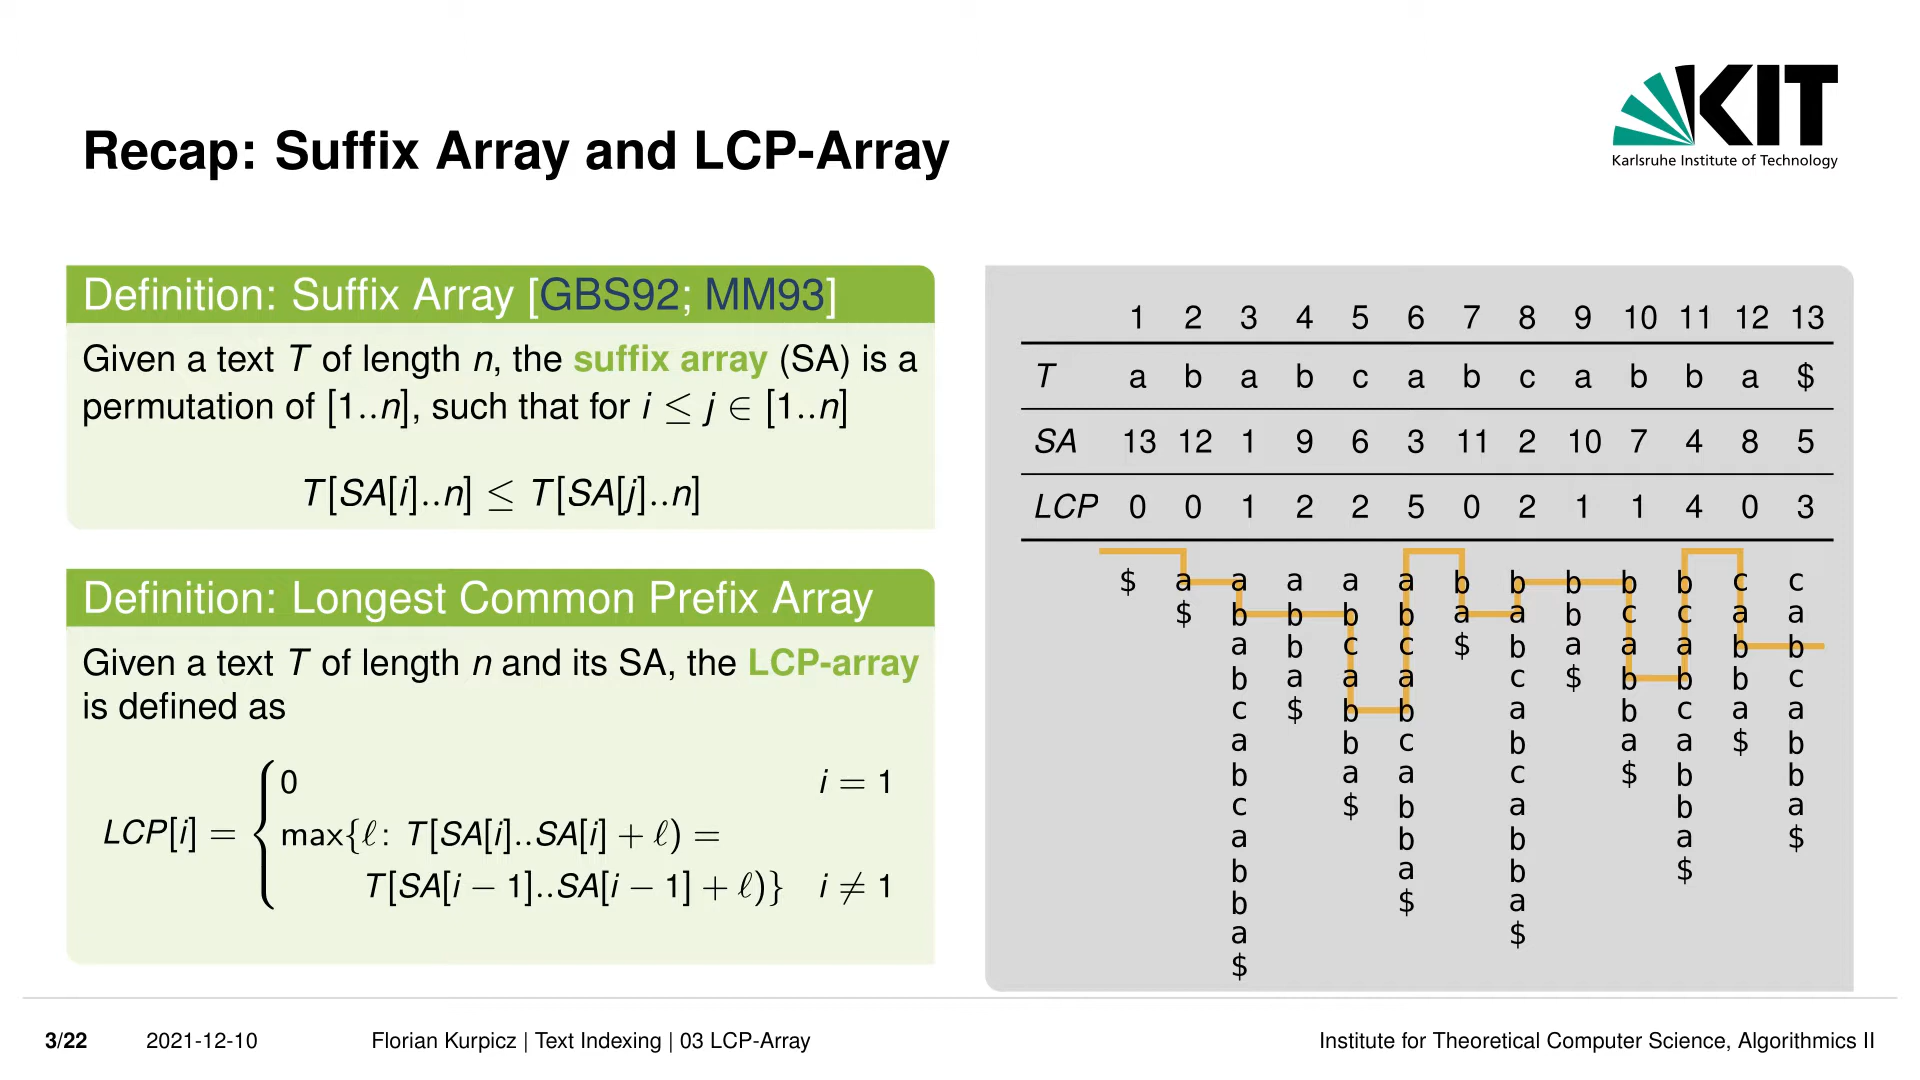 Recap: Suffix Array and LCP-Array
KIT
Karlsruhe Institute of Technology
Definition: Suffix Array [GBS92; MM93]
Given a text T of length n, the suffix array (SA) is a
permutation of [1..n], such that for i ≤ j ∈ [1..n]
T[SA[i]..n] ≤ T[SA[j]..n]
Definition: Longest Common Prefix Array
Given a text T of length n and its SA, the LCP-array
is defined as
LCP[i] = { 0 i = 1
max{ℓ: T[SA[i]..SA[i] + ℓ) =
T[SA[i − 1]..SA[i − 1] + ℓ)} i ≠ 1
1 2 3 4 5 6 7 8 9 10 11 12 13
T a b a b c a b c a b b a $
SA 13 12 1 9 6 3 11 2 10 7 4 8 5
LCP 0 0 1 2 2 5 0 2 1 1 4 0 3
$ a a a a a b b b b b c c
$ b b b b a a b c c a a
a b c c $ b a a a b b
b a a a c $ b b b c
c $ b b a b c a a
a b c b a a $ b
b a a c $ b b
c $ b a b a
a b b a $
b a b $
b $ a
a $
$
3/22 2021-12-10 Florian Kurpicz | Text Indexing | 03 LCP-Array Institute for Theoretical Computer Science, Algorithmics II